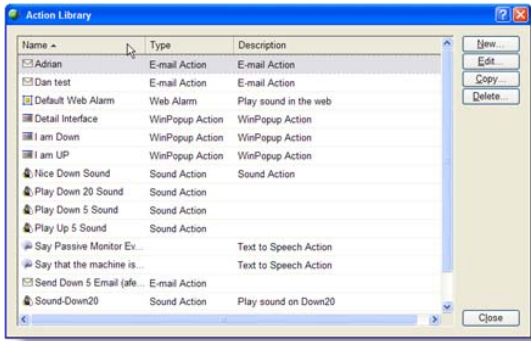 Action Library
Name Type Description
Adrian E-mail Action E-mail Action
Dan test E-mail Action E-mail Action
Default Web Alarm Web Alarm Play sound in the web
Detail Interface WinPopup Action WinPopup Action
I am Down WinPopup Action WinPopup Action
I am UP WinPopup Action WinPopup Action
Nice Down Sound Sound Action Sound Action
Play Down 20 Sound Sound Action
Play Down 5 Sound Sound Action
Play Up 5 Sound Sound Action
Say Passive Monitor Ev... Text to Speech Action
Say that the machine is... Text to Speech Action
Send Down 5 Email (afe... E-mail Action
Sound-Down20 Sound Action Play sound on Down20
New...
Edit...
Copy...
Delete...
Close